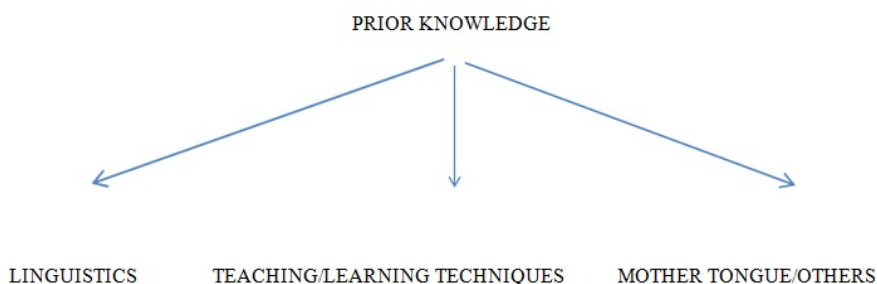 PRIOR KNOWLEDGE
LINGUISTICS TEACHING/LEARNING TECHNIQUES MOTHER TONGUE/OTHERS